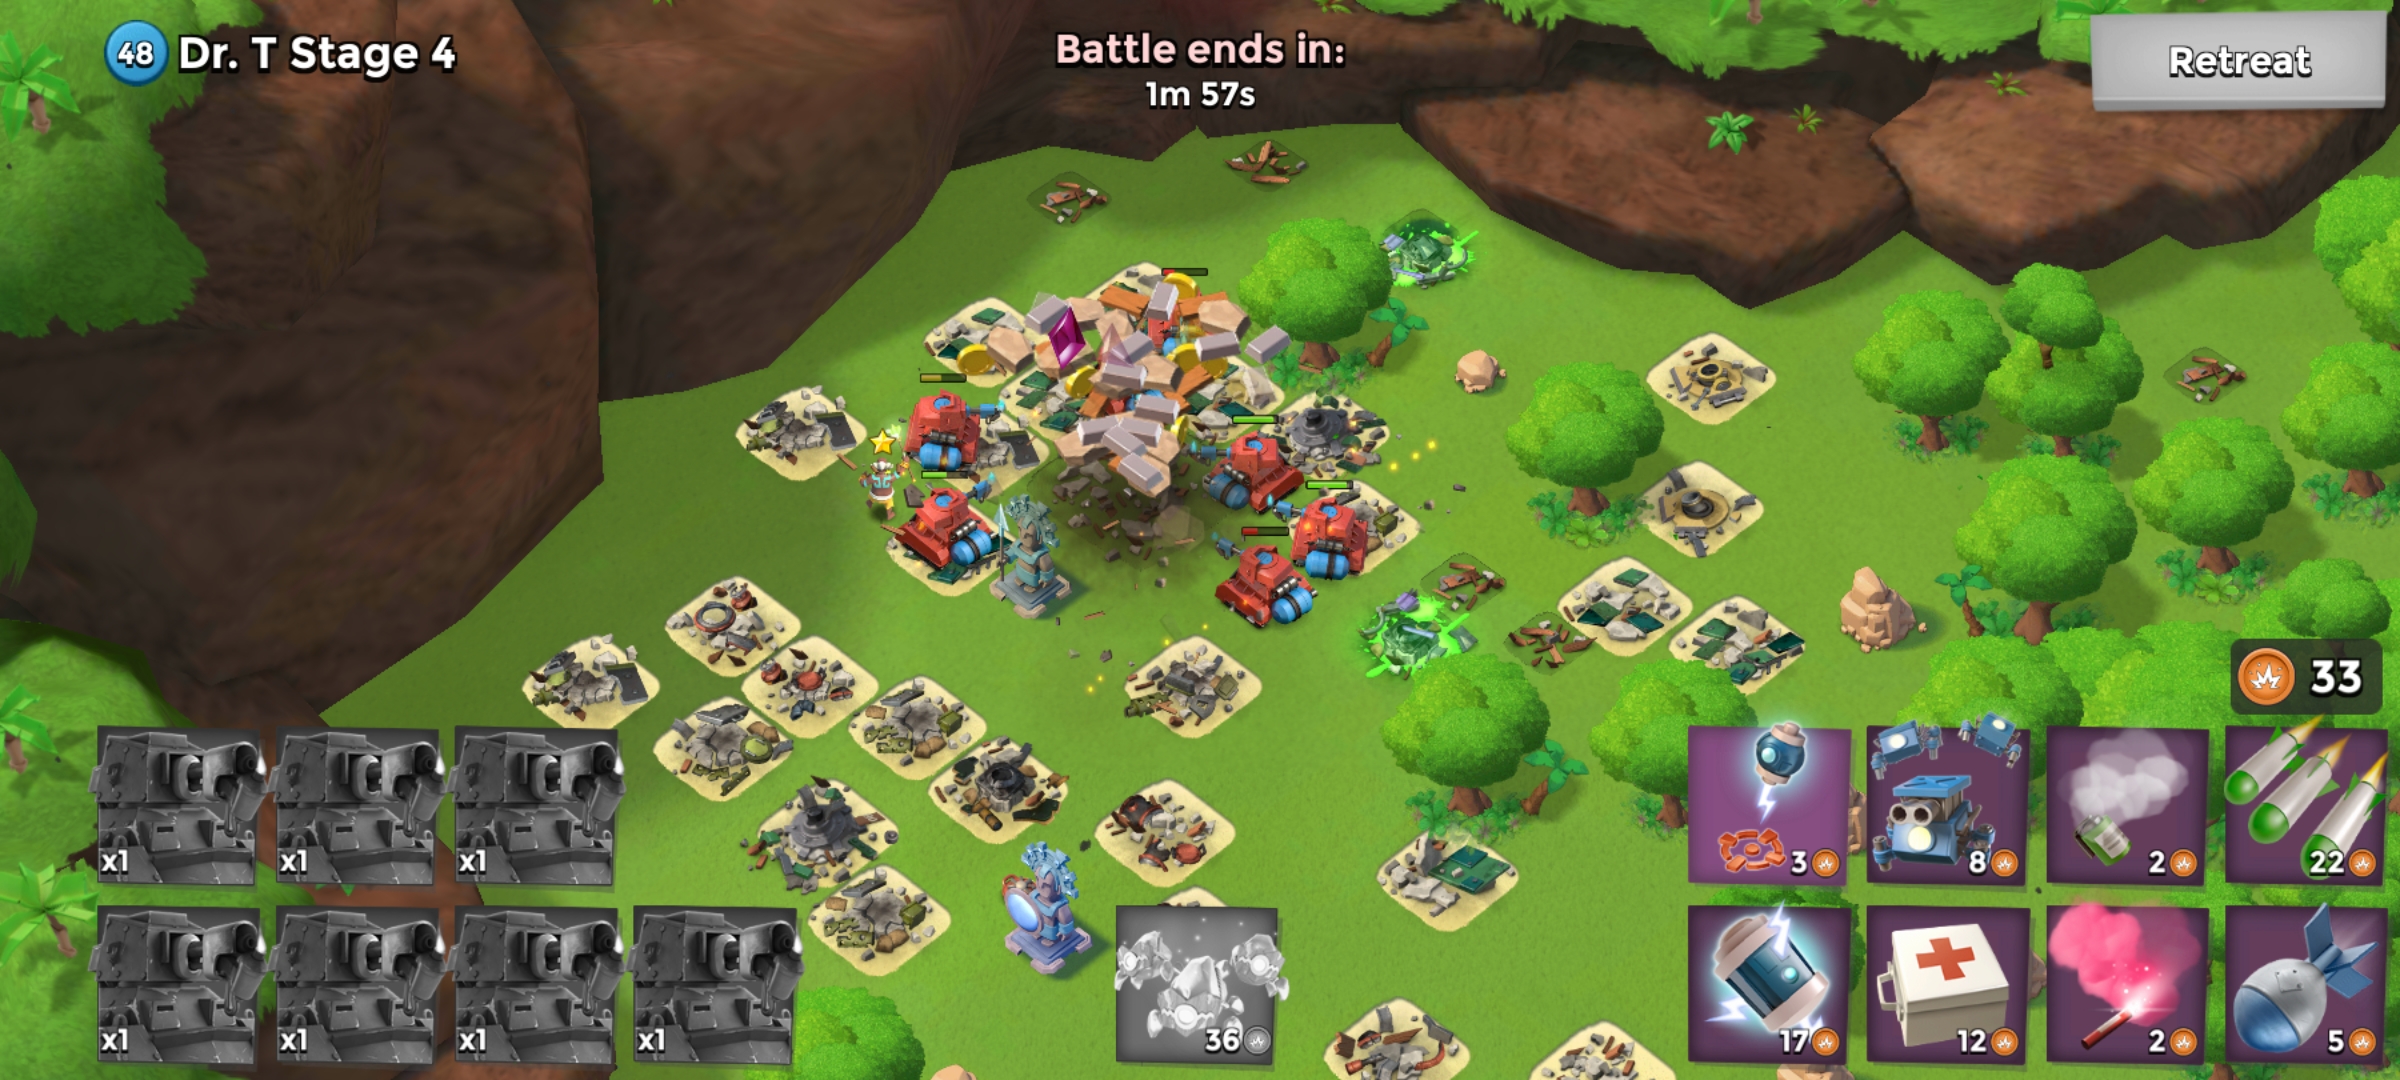 48 Dr. T Stage 4
Battle ends in:
1m 57s
Retreat
33
x1 x1 x1
3 8 2 22
x1 x1 x1 x1
36
17 12 2 5